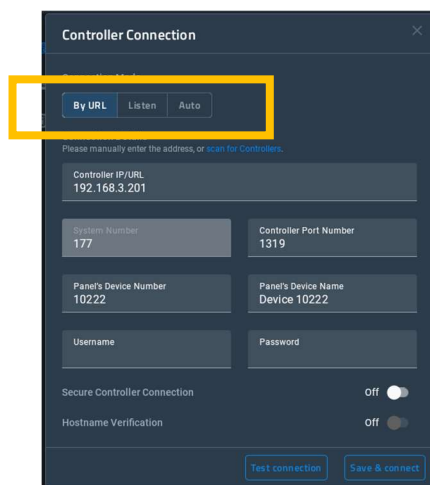 Controller Connection
By URL Listen Auto
Please manually enter the address, or scan for Controllers.
Controller IP/URL
192.168.3.201
System Number
177
Controller Port Number
1319
Panel's Device Number
10222
Panel's Device Name
Device 10222
Username
Password
Secure Controller Connection Off
Hostname Verification Off
Test connection Save & connect